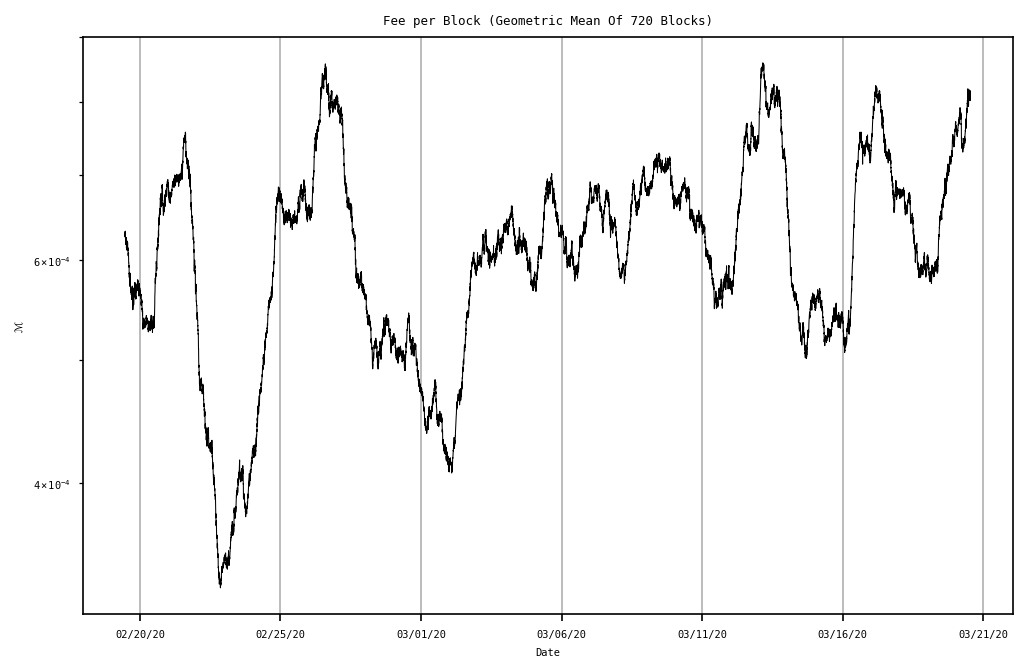 Fee per Block (Geometric Mean Of 720 Blocks)
ℳ
6×10⁻⁴
4×10⁻⁴
02/20/20 02/25/20 03/01/20 03/06/20 03/11/20 03/16/20 03/21/20
Date